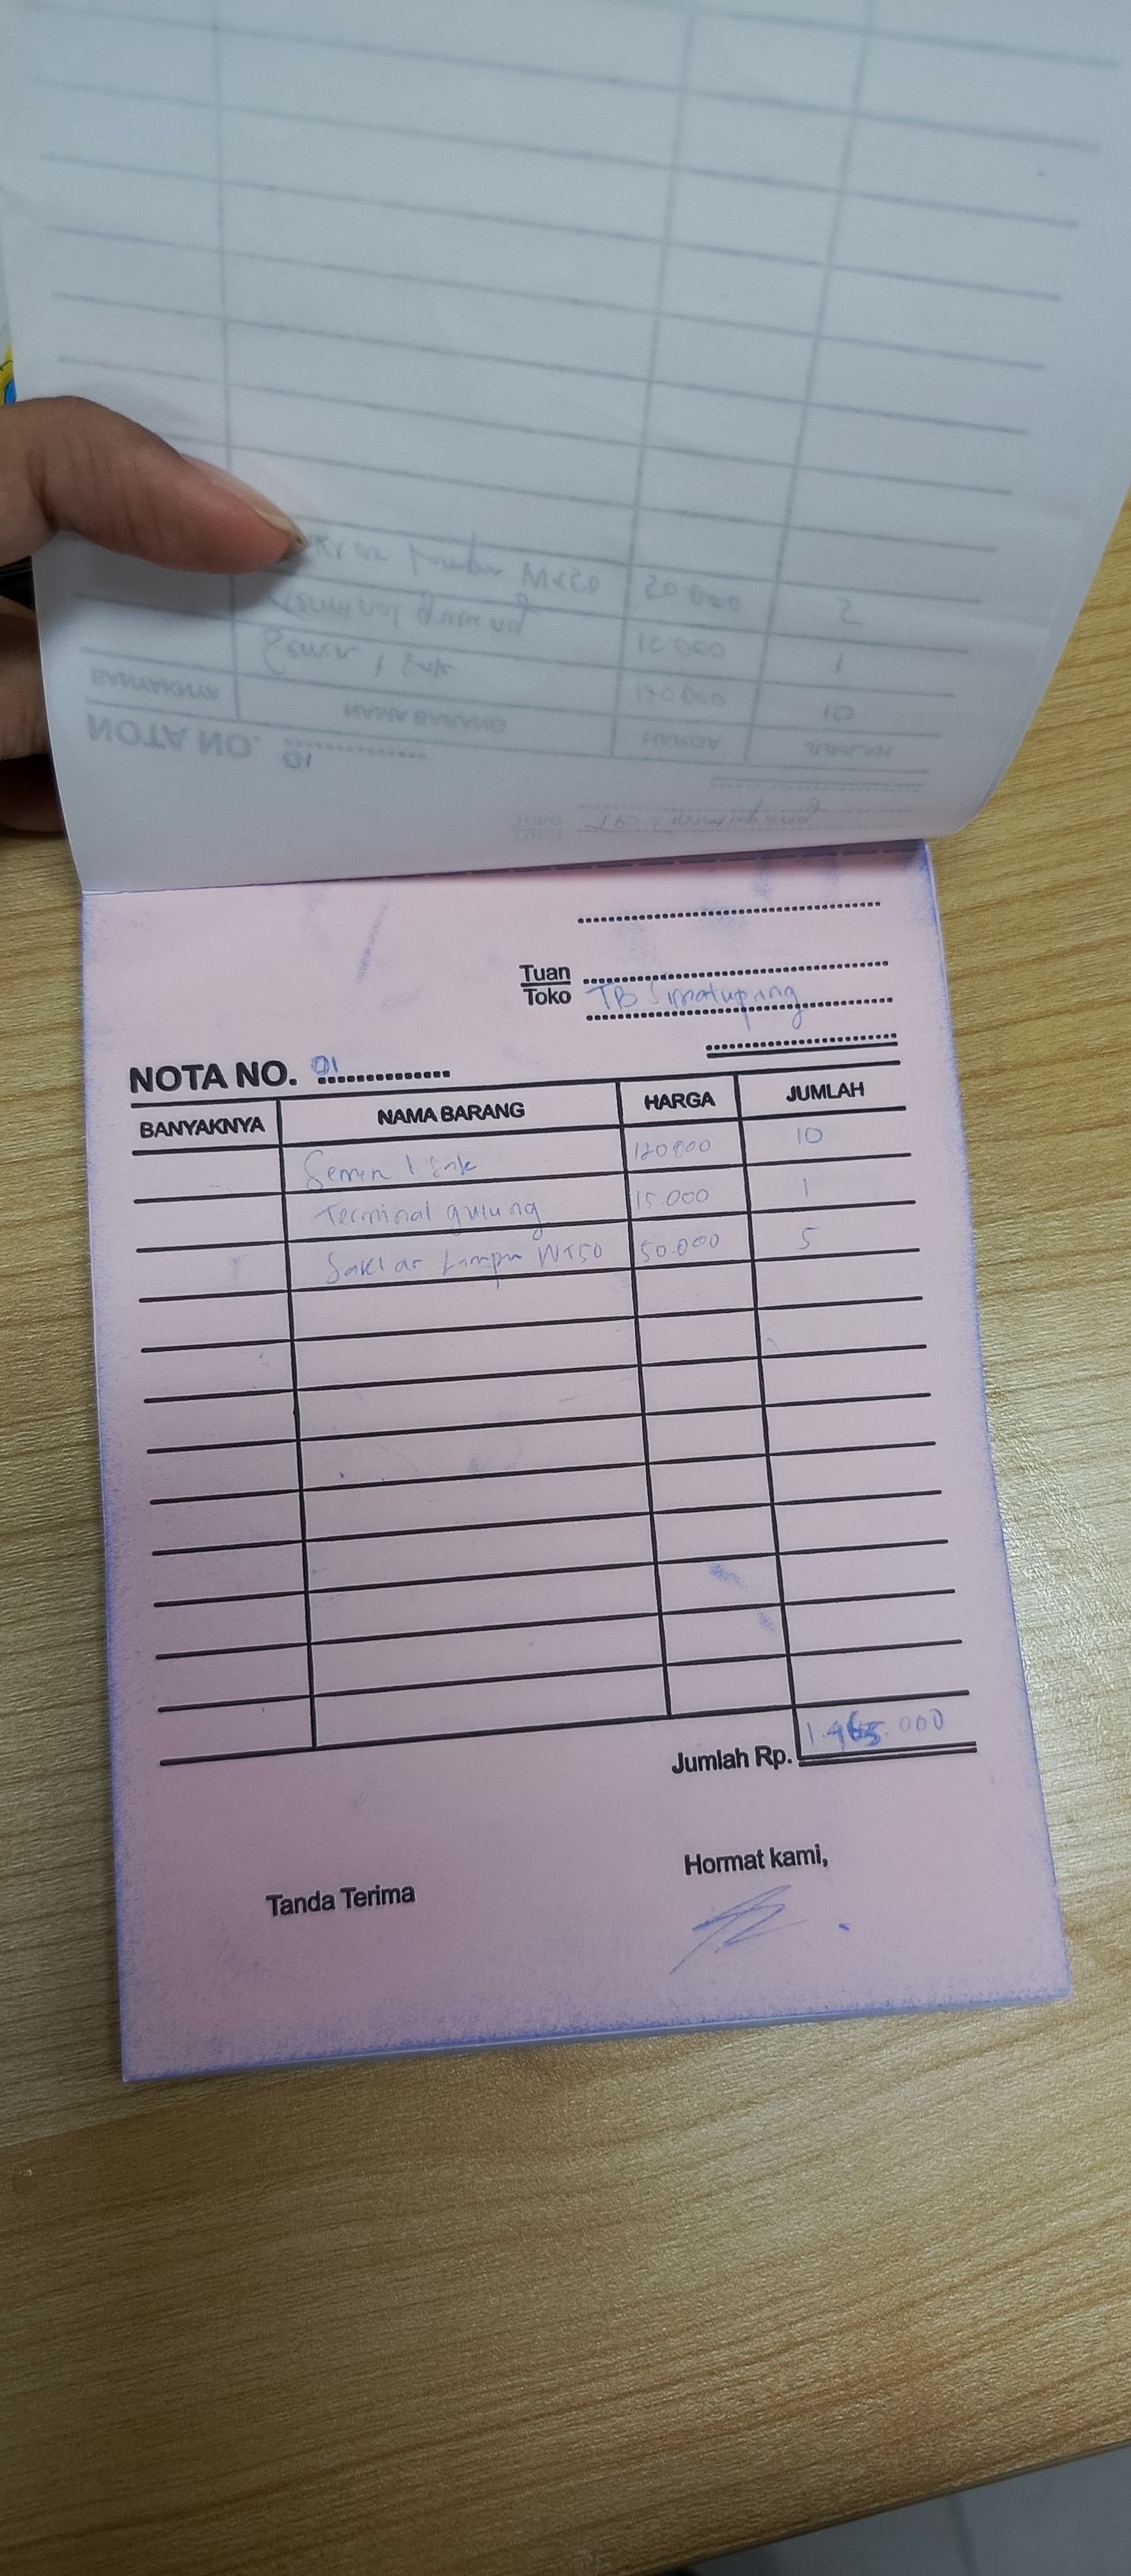 Tuan
Toko TB Simatupang
NOTA NO. 01
BANYAKNYA NAMA BARANG HARGA JUMLAH
Semen 1 Sak 120000 10
Terminal gulung 15.000 1
Saklar Lampu 50.000 5
Jumlah Rp. 1.465.000
Tanda Terima Hormat kami,